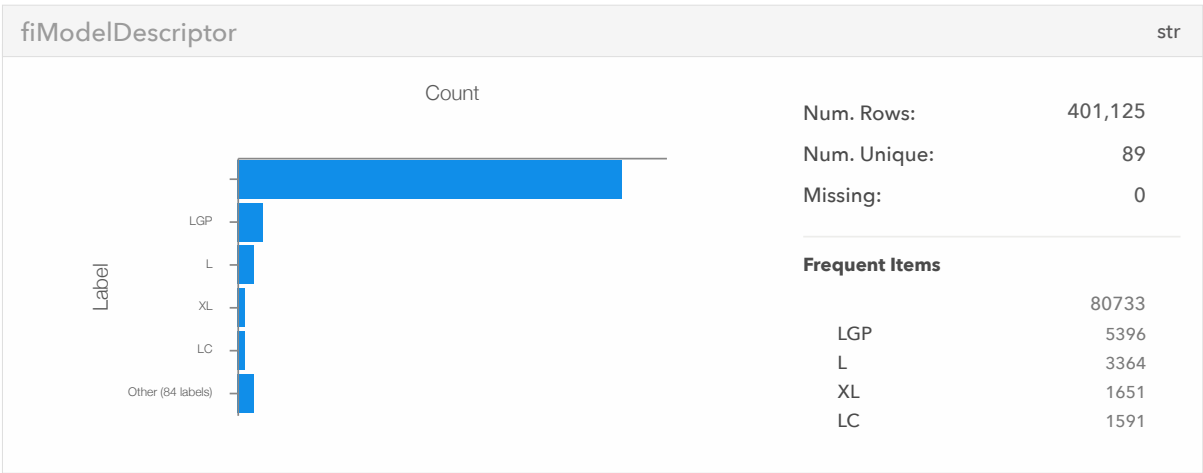 fiModelDescriptor
str
Count
Label
LGP
L
XL
LC
Other (84 labels)
Num. Rows: 401,125
Num. Unique: 89
Missing: 0
Frequent Items
80733
LGP 5396
L 3364
XL 1651
LC 1591